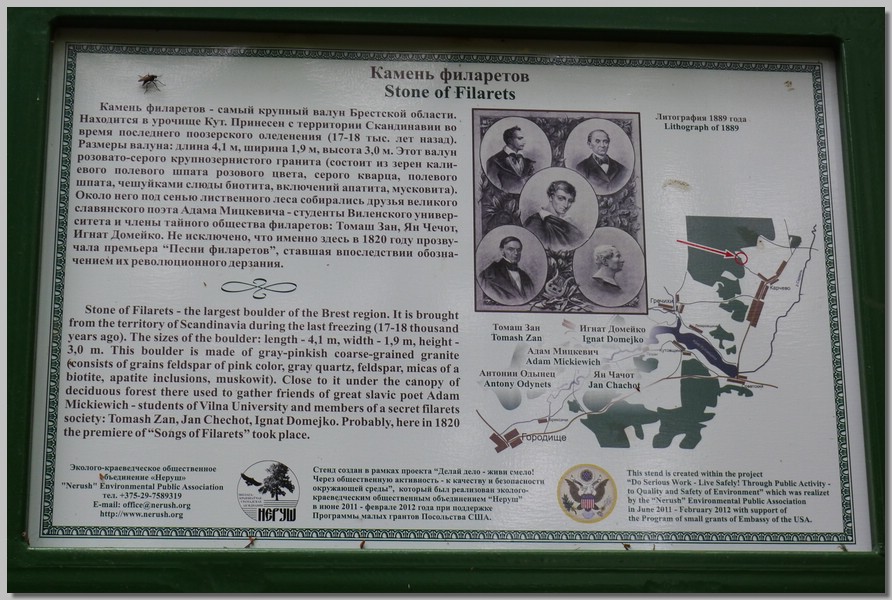 Камень филаретов
Stone of Filarets
Камень филаретов - самый крупный валун Брестской области.
Находится в урочище Кут. Принесен с территории Скандинавии во
время последнего поозерского оледенения (17-18 тыс. лет назад).
Размеры валуна: длина 4,1 м, ширина 1,9 м, высота 3,0 м. Этот валун
розовато-серого крупнозернистого гранита (состоит из зерен кали-
евого полевого шпата розового цвета, серого кварца, полевого
шпата, чешуйками слюды биотита, включений апатита, мусковита).
Около него под сенью лиственного леса собирались друзья великого
славянского поэта Адама Мицкевича - студенты Виленского универ-
ситета и члены тайного общества филаретов: Томаш Зан, Ян Чечот,
Игнат Домейко. Не исключено, что именно здесь в 1820 году прозву-
чала премьера “Песни филаретов”, ставшая впоследствии обозна-
чением их революционного дерзания.
Stone of Filarets - the largest boulder of the Brest region. It is brought
from the territory of Scandinavia during the last freezing (17-18 thousand
years ago). The sizes of the boulder: length - 4,1 m, width - 1,9 m, height -
3,0 m. This boulder is made of gray-pinkish coarse-grained granite
(consists of grains feldspar of pink color, gray quartz, feldspar, micas of a
biotite, apatite inclusions, muskowit). Close to it under the canopy of
deciduous forest there used to gather friends of great slavic poet Adam
Mickiewich - students of Vilna University and members of a secret filarets
society: Tomash Zan, Jan Chechot, Ignat Domejko. Probably, here in 1820
the premiere of “Songs of Filarets” took place.
Литография 1889 года
Lithograph of 1889
Томаш Зан
Tomash Zan
Игнат Домейко
Ignat Domejko
Адам Мицкевич
Adam Mickiewich
Антоний Одынец
Antony Odynets
Ян Чачот
Jan Chachot
Карчево
Грачихи
Городище
Эколого-краеведческое общественное
объединение «Неруш»
"Nerush" Environmental Public Association
тел. +375-29-7589319
E-mail: office@nerush.org
http://www.nerush.org
НЕРУШ
Стенд создан в рамках проекта “Делай дело - живи смело!
Через общественную активность - к качеству и безопасности
окружающей среды”, который был реализован эколого-
краеведческим общественным объединением “Неруш”
в июне 2011 - феврале 2012 года при поддержке
Программы малых грантов Посольства США.
This stend is created within the project
“Do Serious Work - Live Safely! Through Public Activity -
to Quality and Safety of Environment” which was realizet
by the “Nerush” Environmental Public Association
in June 2011 - February 2012 with support of
the Program of small grants of Embassy of the USA.